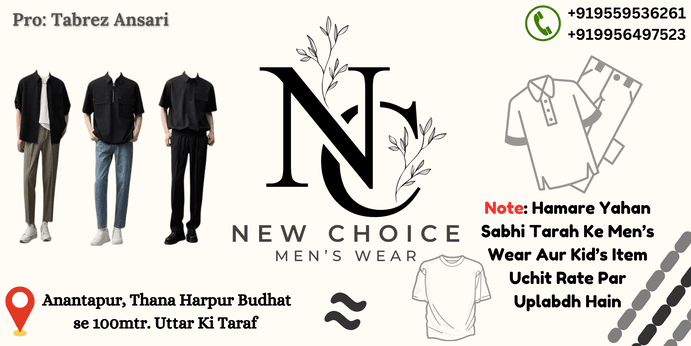 Pro: Tabrez Ansari
+919559536261
+919956497523
NC
NEW CHOICE
MEN'S WEAR
Note: Hamare Yahan
Sabhi Tarah Ke Men's
Wear Aur Kid's Item
Uchit Rate Par
Uplabdh Hain
Anantapur, Thana Harpur Budhat
se 100mtr. Uttar Ki Taraf